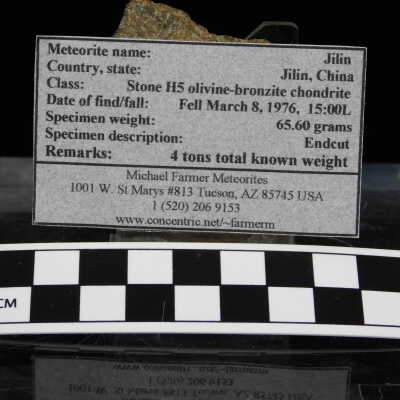 Meteorite name: Jilin
Country, state: Jilin, China
Class: Stone H5 olivine-bronzite chondrite
Date of find/fall: Fell March 8, 1976, 15:00L
Specimen weight: 65.60 grams
Specimen description: Endcut
Remarks: 4 tons total known weight
Michael Farmer Meteorites
1001 W. St Marys #813 Tucson, AZ 85745 USA
1 (520) 206 9153
www.concentric.net/~farmerm
CM